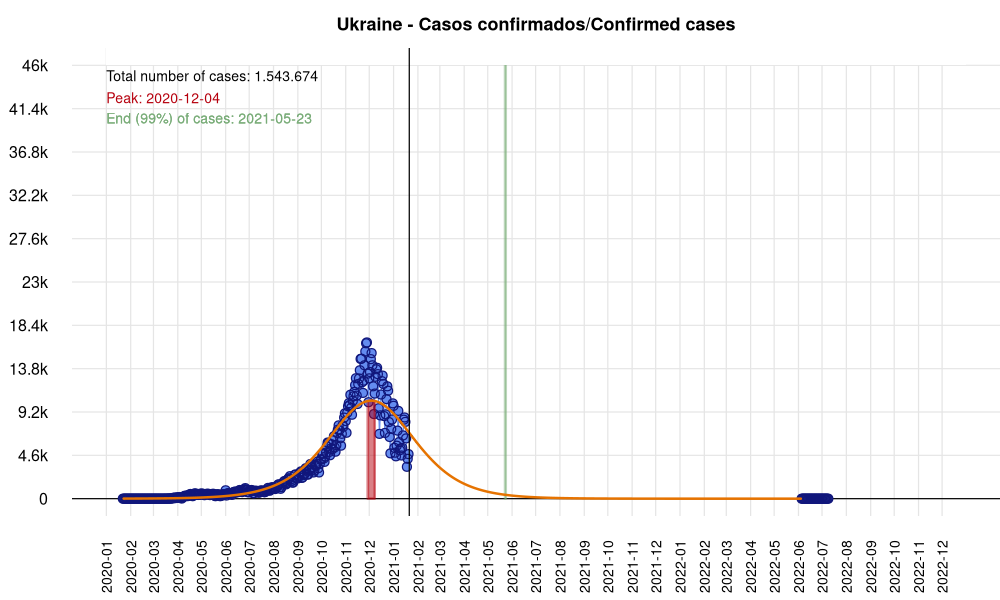 Ukraine - Casos confirmados/Confirmed cases
Total number of cases: 1.543.674
Peak: 2020-12-04
End (99%) of cases: 2021-05-23
46k
41.4k
36.8k
32.2k
27.6k
23k
18.4k
13.8k
9.2k
4.6k
0
2020-01
2020-02
2020-03
2020-04
2020-05
2020-06
2020-07
2020-08
2020-09
2020-10
2020-11
2020-12
2021-01
2021-02
2021-03
2021-04
2021-05
2021-06
2021-07
2021-08
2021-09
2021-10
2021-11
2021-12
2022-01
2022-02
2022-03
2022-04
2022-05
2022-06
2022-07
2022-08
2022-09
2022-10
2022-11
2022-12